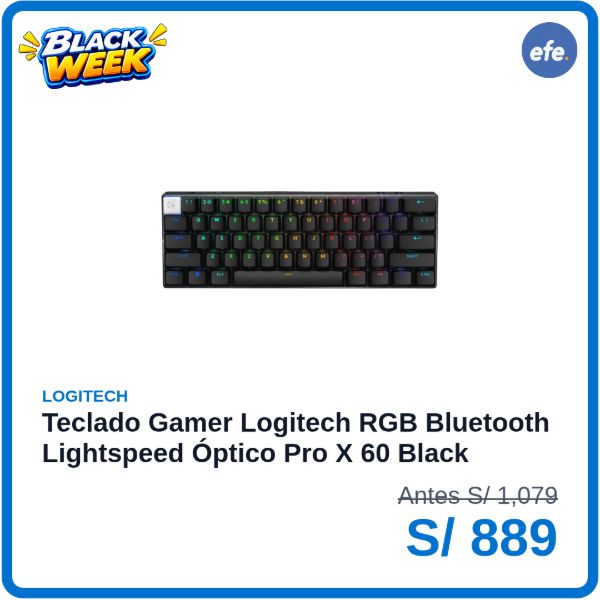 BLACK
WEEK
efe.
LOGITECH
Teclado Gamer Logitech RGB Bluetooth
Lightspeed Óptico Pro X 60 Black
Antes S/ 1,079
S/ 889